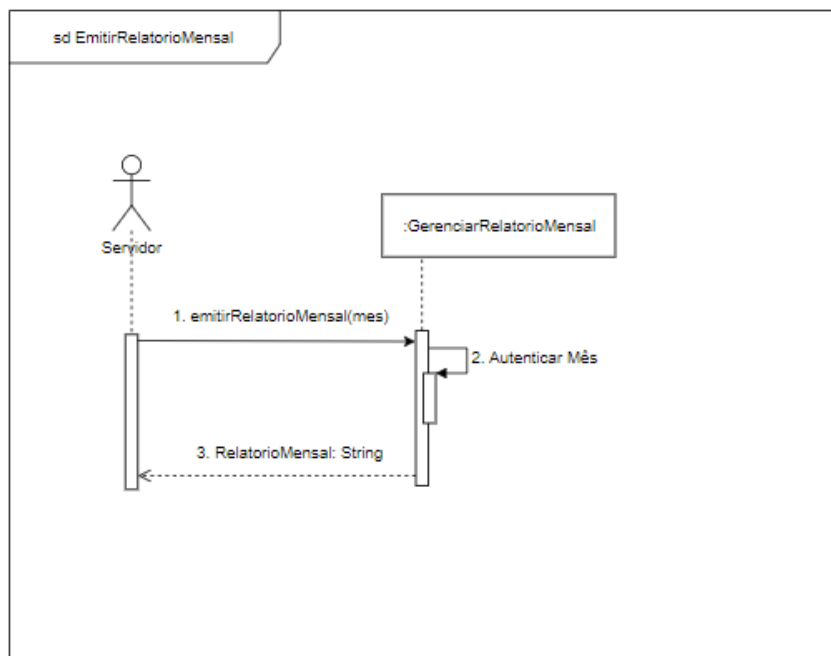 sd EmitirRelatorioMensal
Servidor
:GerenciarRelatorioMensal
1. emitirRelatorioMensal(mes)
2. Autenticar Mês
3. RelatorioMensal: String